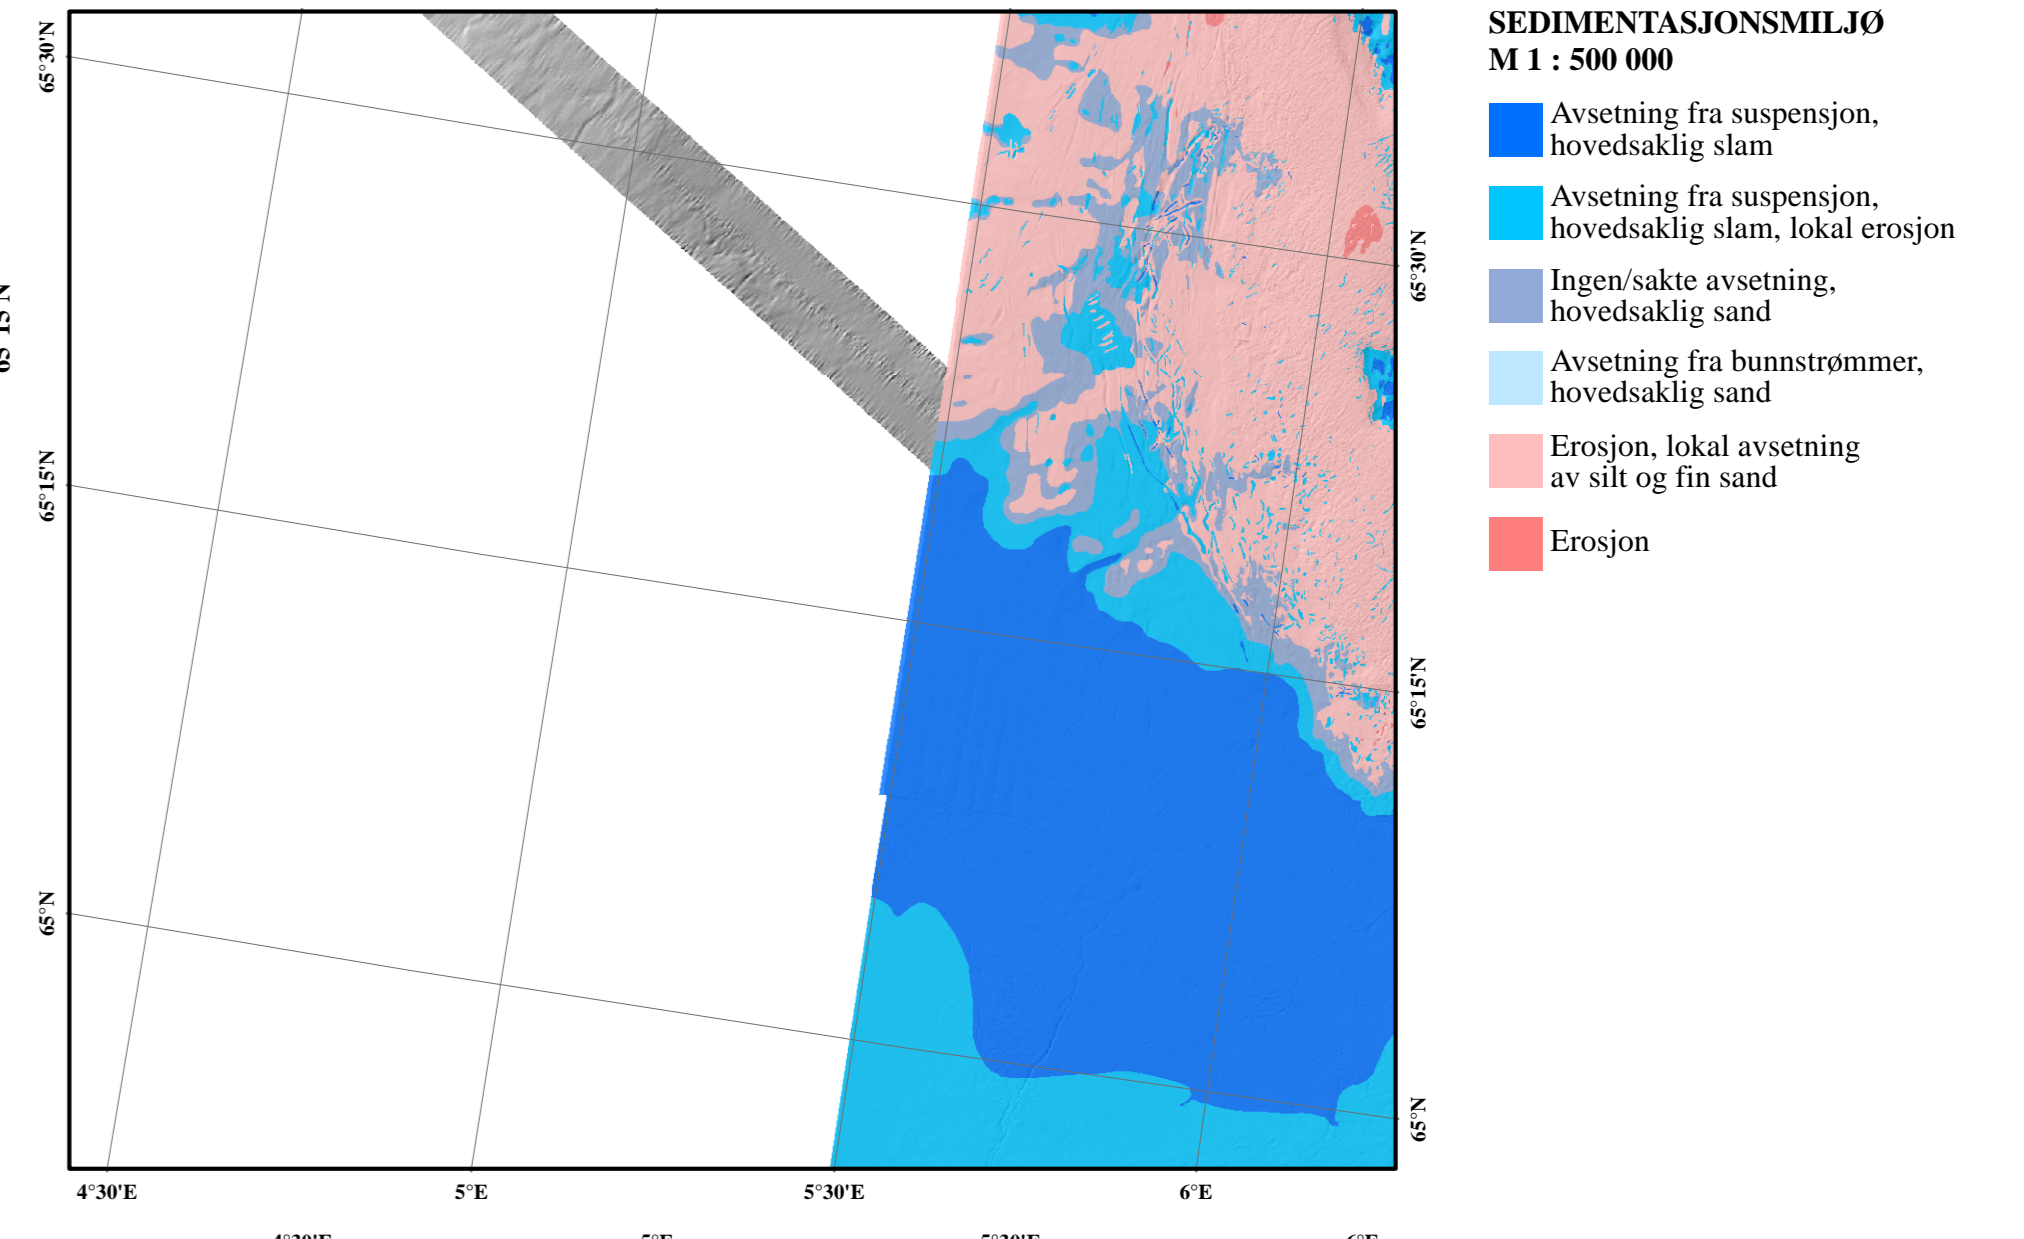 SEDIMENTASJONSMILJØ
M 1 : 500 000
Avsetning fra suspensjon,
hovedsaklig slam
Avsetning fra suspensjon,
hovedsaklig slam, lokal erosjon
Ingen/sakte avsetning,
hovedsaklig sand
Avsetning fra bunnstrømmer,
hovedsaklig sand
Erosjon, lokal avsetning
av silt og fin sand
Erosjon
65°30'N
65°15'N
65°N
65°30'N
65°15'N
65°N
4°30'E 5°E 5°30'E 6°E